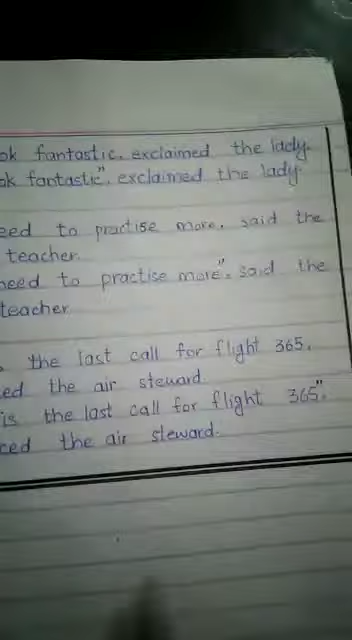 ok fantastic, exclaimed the lady.
ok fantastic", exclaimed the lady.
eed to practise more, said the
teacher.
need to practise more", said the
teacher
the last call for flight 365,
ed the air steward.
is the last call for flight 365",
ced the air steward.